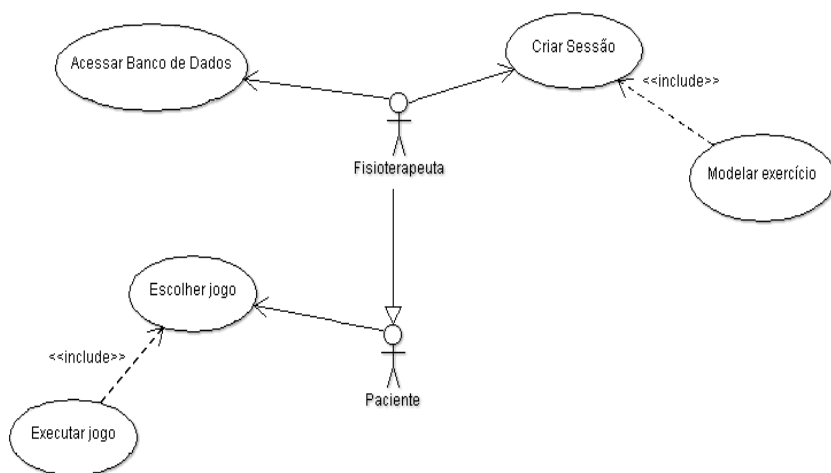 Acessar Banco de Dados
Criar Sessão
<<include>>
Fisioterapeuta
Modelar exercício
Escolher jogo
<<include>>
Paciente
Executar jogo